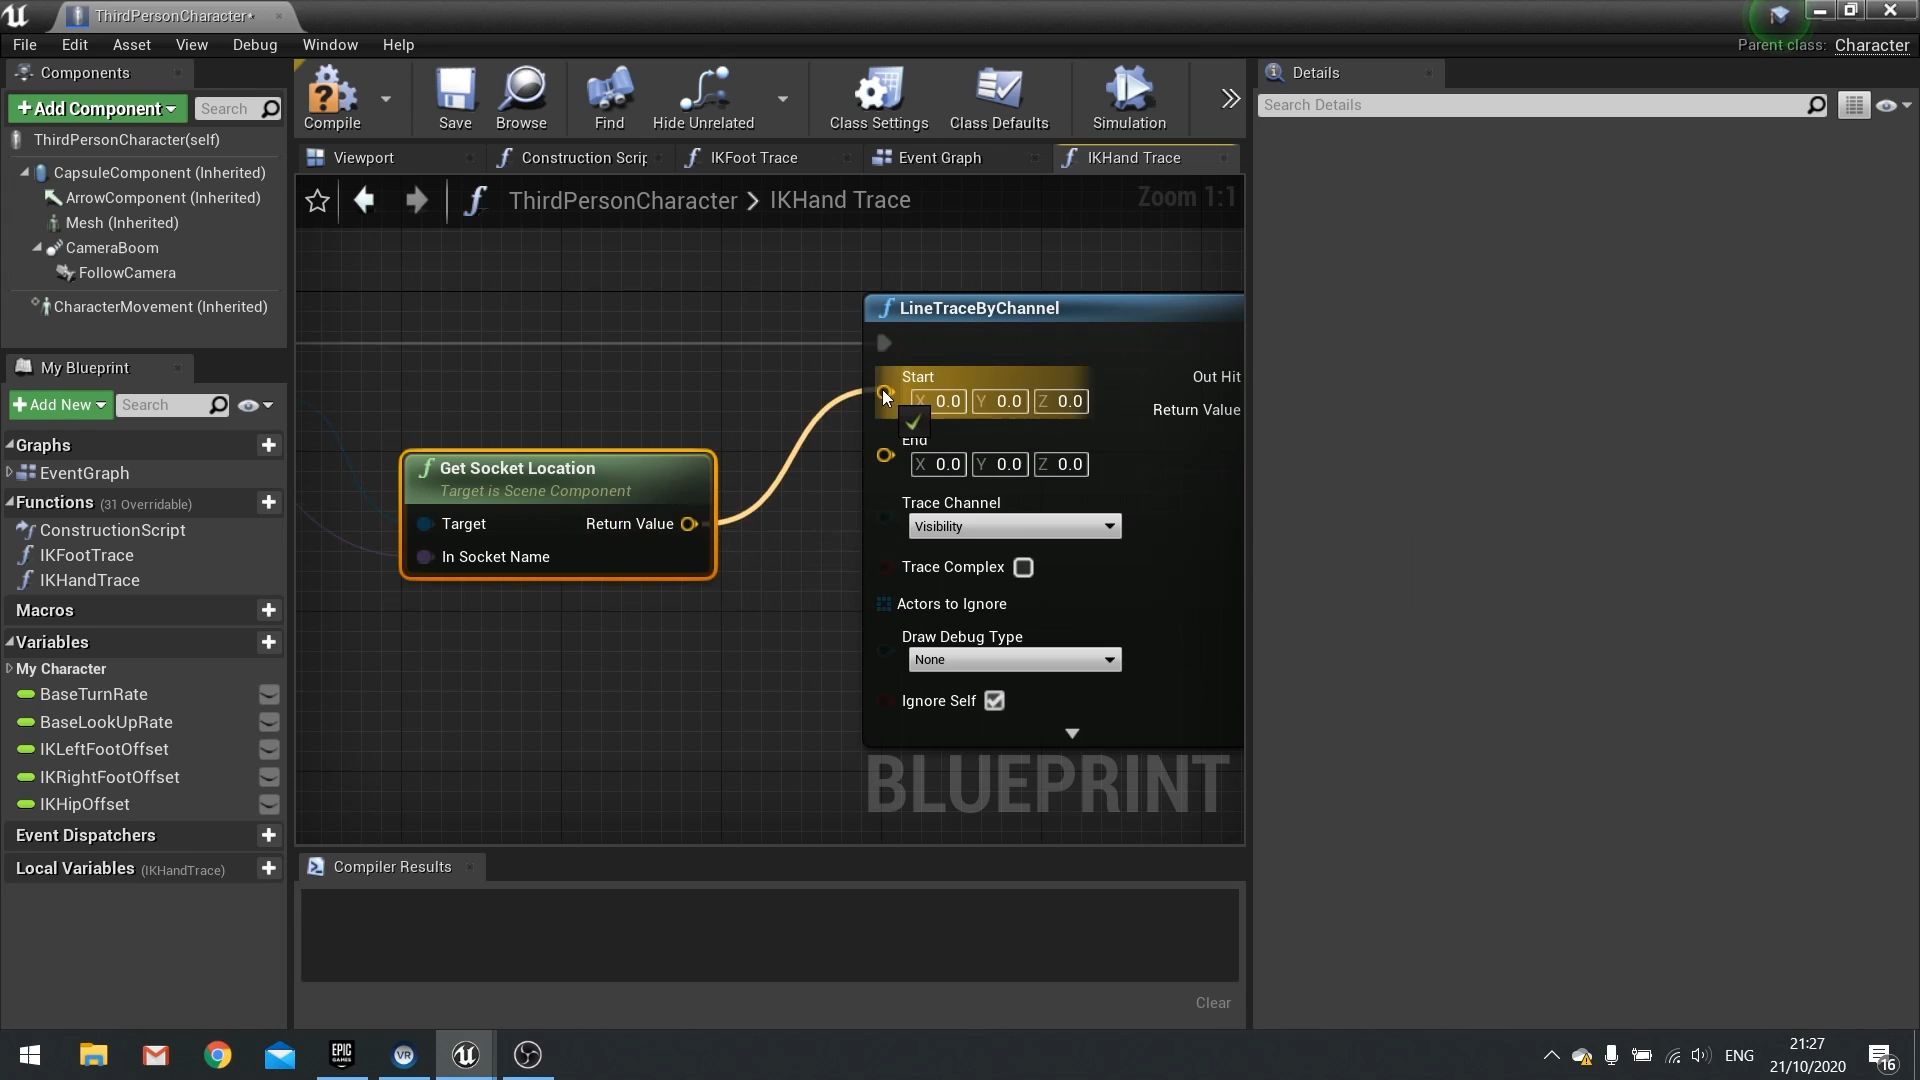 ThirdPersonCharacter*
File Edit Asset View Debug Window Help
Parent class: Character
Components
+Add Component
Search
ThirdPersonCharacter(self)
CapsuleComponent (Inherited)
ArrowComponent (Inherited)
Mesh (Inherited)
CameraBoom
FollowCamera
CharacterMovement (Inherited)
My Blueprint
+Add New
Search
Graphs
EventGraph
Functions (31 Overridable)
ConstructionScript
IKFootTrace
IKHandTrace
Macros
Variables
My Character
BaseTurnRate
BaseLookUpRate
IKLeftFootOffset
IKRightFootOffset
IKHipOffset
Event Dispatchers
Local Variables (IKHandTrace)
Compile
Save
Browse
Find
Hide Unrelated
Class Settings
Class Defaults
Simulation
Viewport
Construction Scrip
IKFoot Trace
Event Graph
IKHand Trace
ThirdPersonCharacter > IKHand Trace
Zoom 1:1
Get Socket Location
Target is Scene Component
Target Return Value
In Socket Name
LineTraceByChannel
Start Out Hit
X 0.0 Y 0.0 Z 0.0
Return Value
End
X 0.0 Y 0.0 Z 0.0
Trace Channel
Visibility
Trace Complex
Actors to Ignore
Draw Debug Type
None
Ignore Self
BLUEPRINT
Compiler Results
Clear
Details
Search Details
EPIC GAMES
VR
ENG
21:27
21/10/2020
16